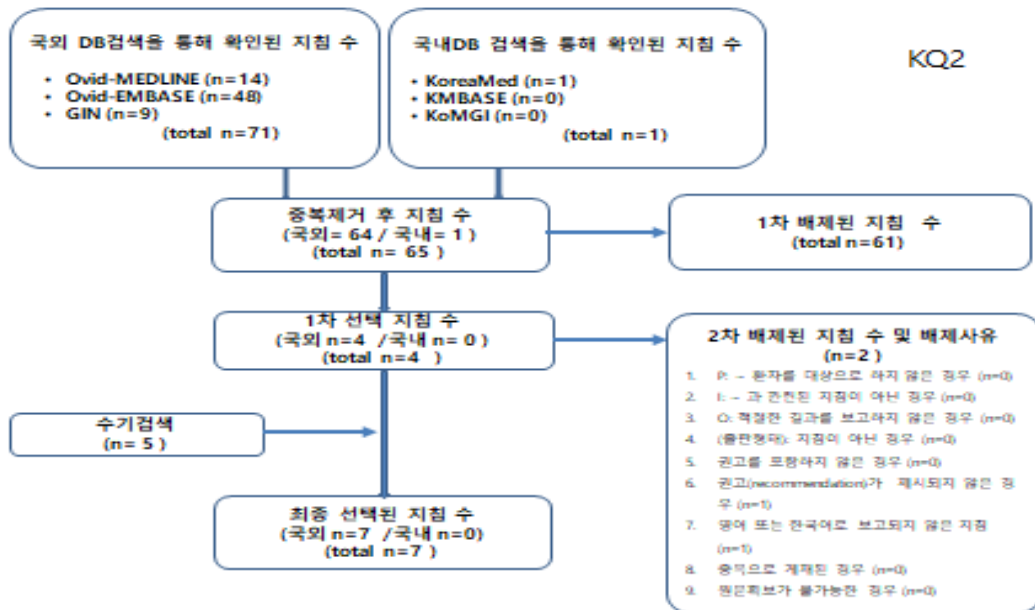 국외 DB검색을 통해 확인된 지침 수
• Ovid-MEDLINE (n=14)
• Ovid-EMBASE (n=48)
• GIN (n=9)
(total n=71)
국내DB 검색을 통해 확인된 지침 수
• KoreaMed (n=1)
• KMBASE (n=0)
• KoMGI (n=0)
(total n=1)
KQ2
중복제거 후 지침 수
(국외= 64 / 국내= 1 )
(total n= 65 )
1차 배제된 지침 수
(total n=61)
1차 선택 지침 수
(국외 n=4 /국내 n= 0 )
(total n=4 )
2차 배제된 지침 수 및 배제사유
(n=2 )
1. P: ~ 환자를 대상으로 하지 않은 경우 (n=0)
2. I: ~ 과 관련된 지침이 아닌 경우 (n=0)
3. O: 적절한 결과를 보고하지 않은 경우 (n=0)
4. (출판형태): 지침이 아닌 경우 (n=0)
5. 권고를 포함하지 않은 경우 (n=0)
6. 권고(recommendation)가 제시되지 않은 경
우 (n=1)
7. 영어 또는 한국어로 보고되지 않은 지침
(n=1)
8. 중복으로 게재된 경우 (n=0)
9. 원문확보가 불가능한 경우 (n=0)
수기검색
(n= 5 )
최종 선택된 지침 수
(국외 n=7 /국내 n=0)
(total n=7 )